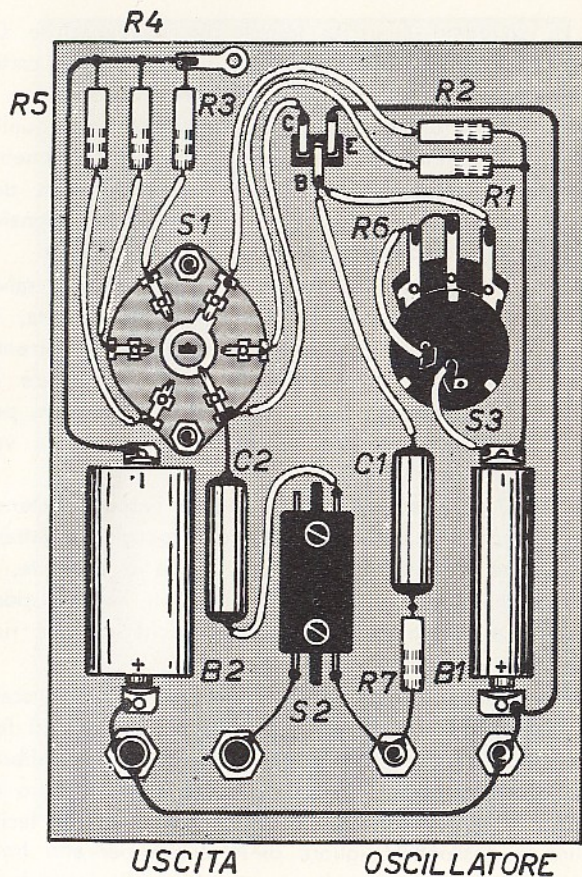 R4
R5
R3
R2
C
E
B
R1
S1
R6
S3
C2
C1
+
B2
S2
R7
B1
+
USCITA
OSCILLATORE